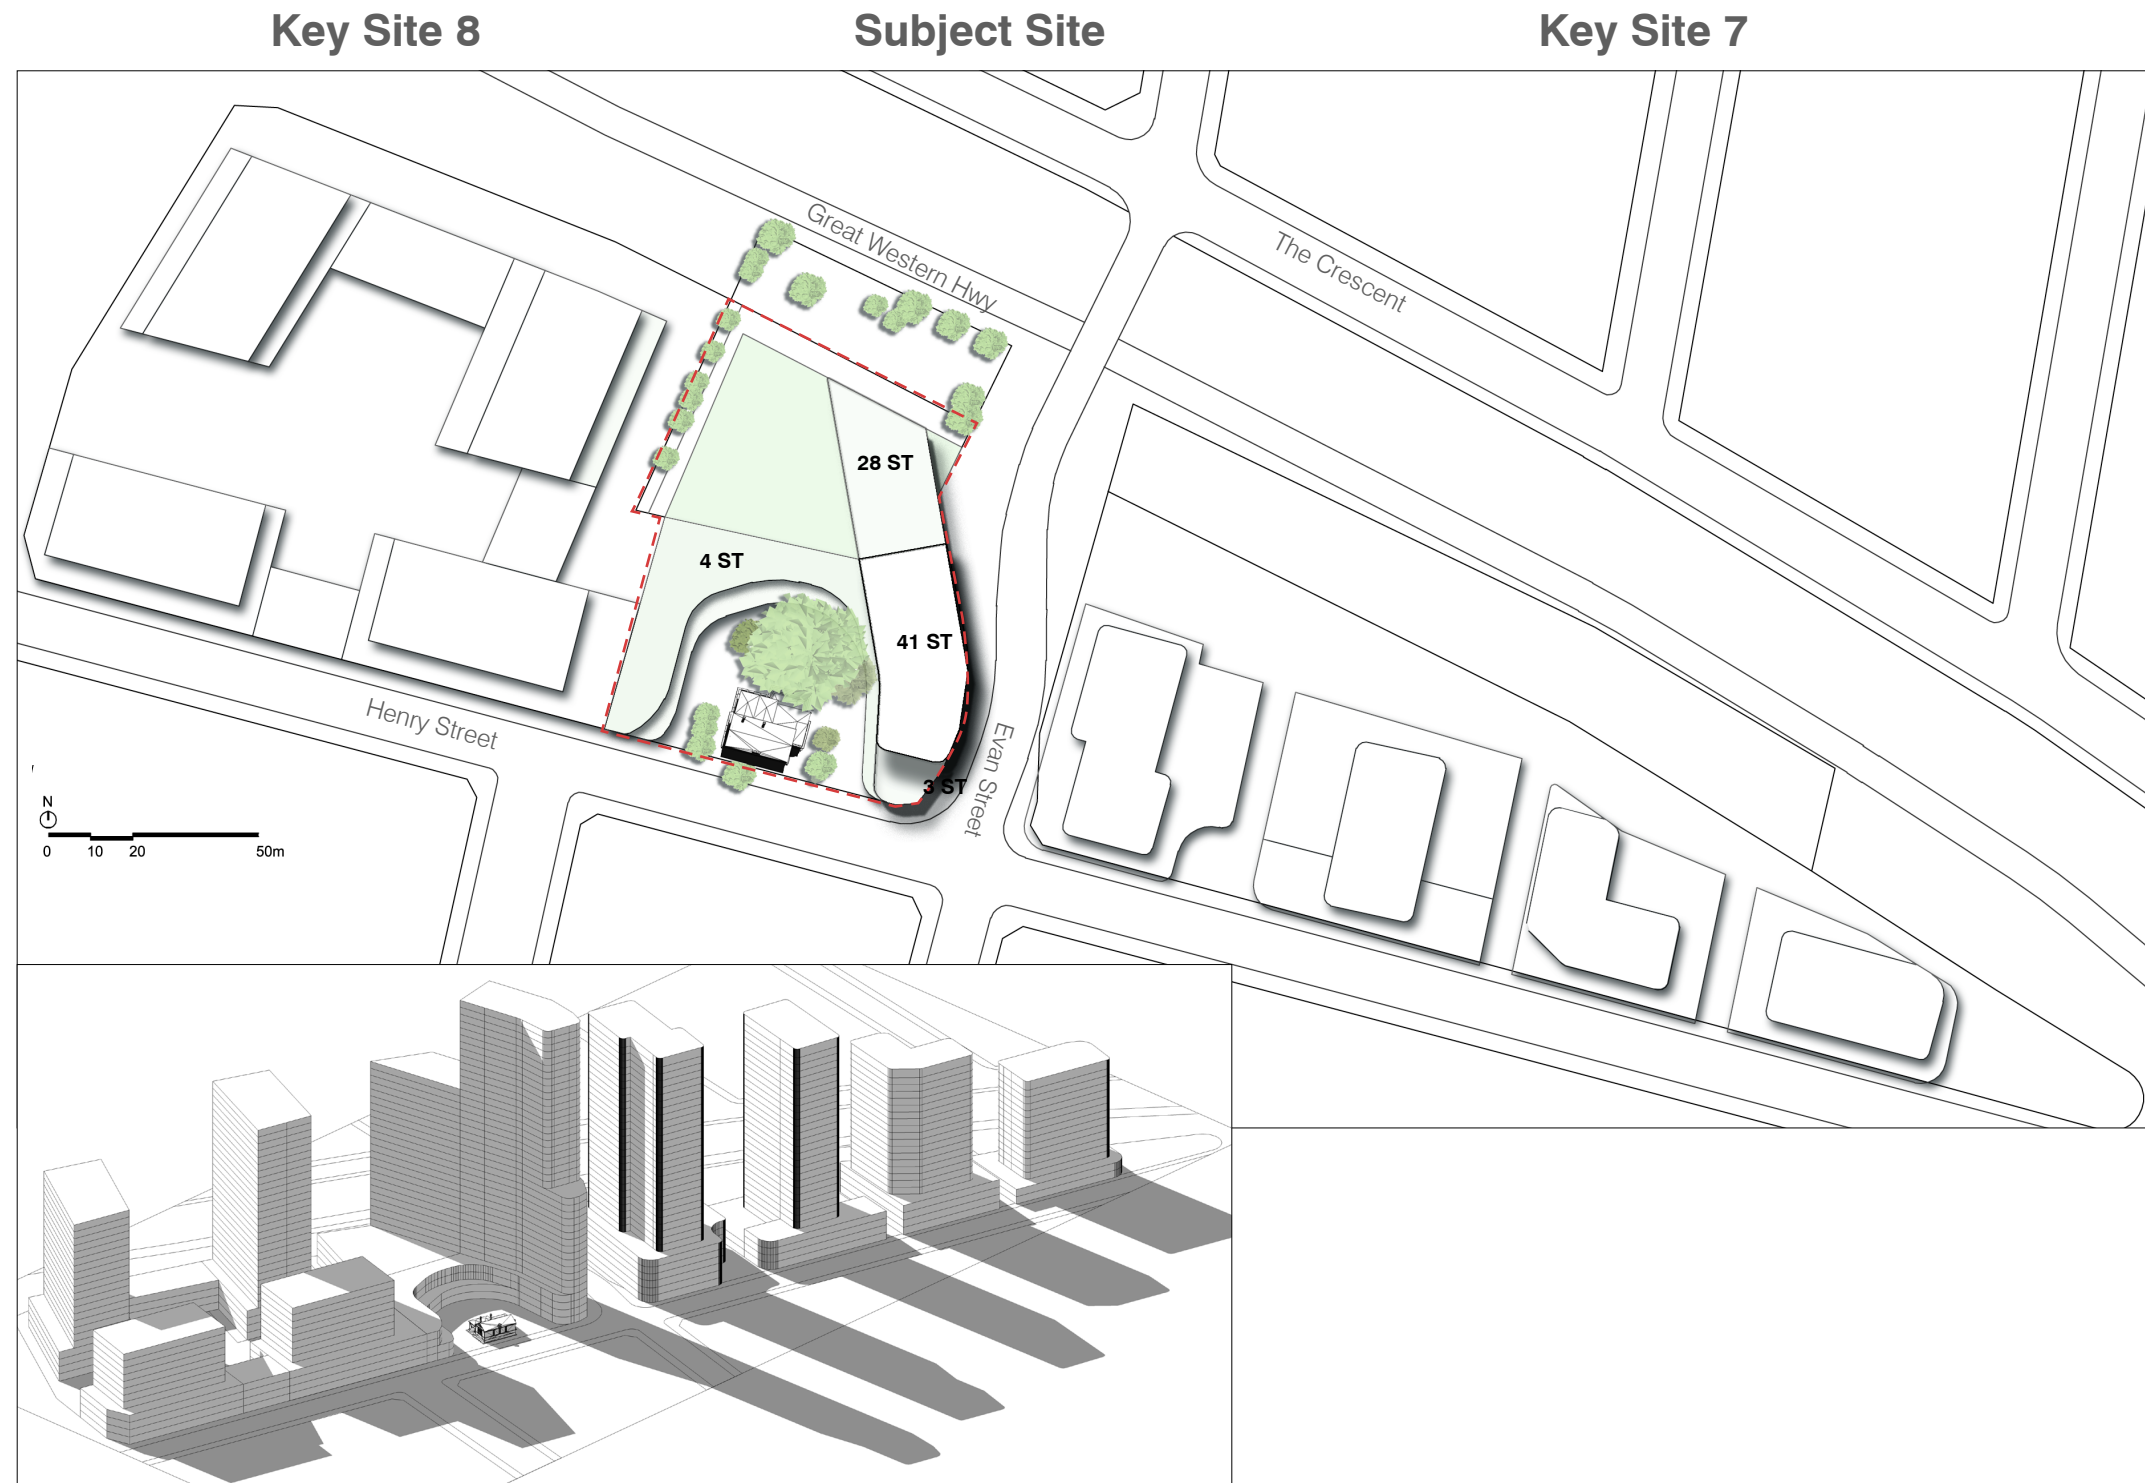 Key Site 8
Subject Site
Key Site 7
Great Western Hwy
The Crescent
28 ST
4 ST
41 ST
Henry Street
Evan Street
3 ST
N
0 10 20 50m